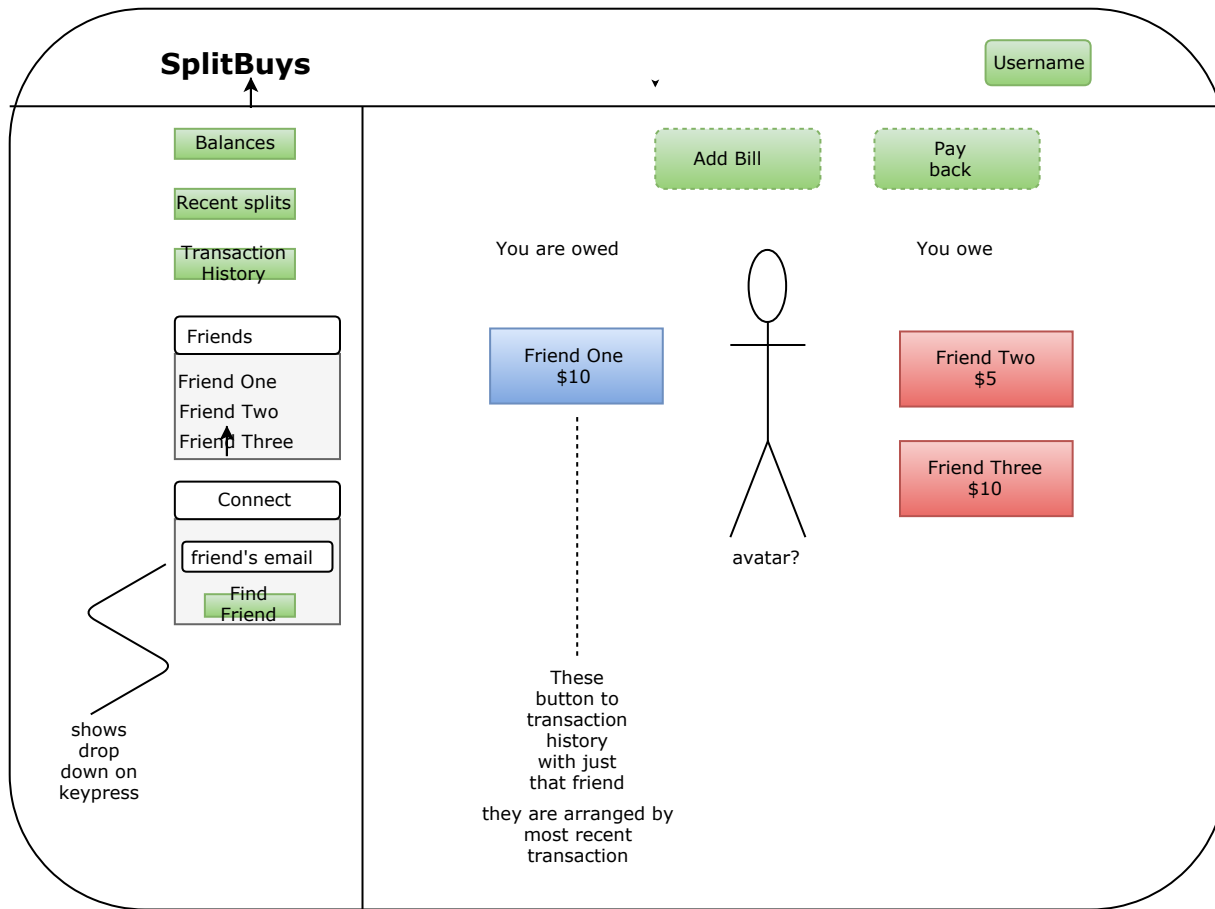 SplitBuys
Username
Balances
Recent splits
Transaction
History
Friends
Friend One
Friend Two
Friend Three
Connect
friend's email
Find
Friend
shows
drop
down on
keypress
Add Bill
Pay
back
You are owed
You owe
Friend One
$10
Friend Two
$5
Friend Three
$10
avatar?
These
button to
transaction
history
with just
that friend
they are arranged by
most recent
transaction